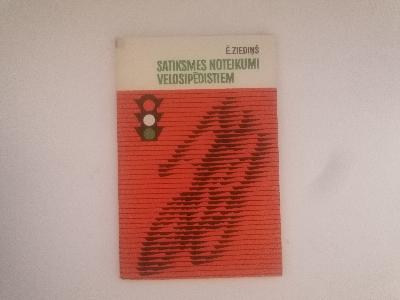 Ē. ZIEDIŅŠ
SATIKSMES NOTEIKUMI
VELOSIPĒDISTIEM